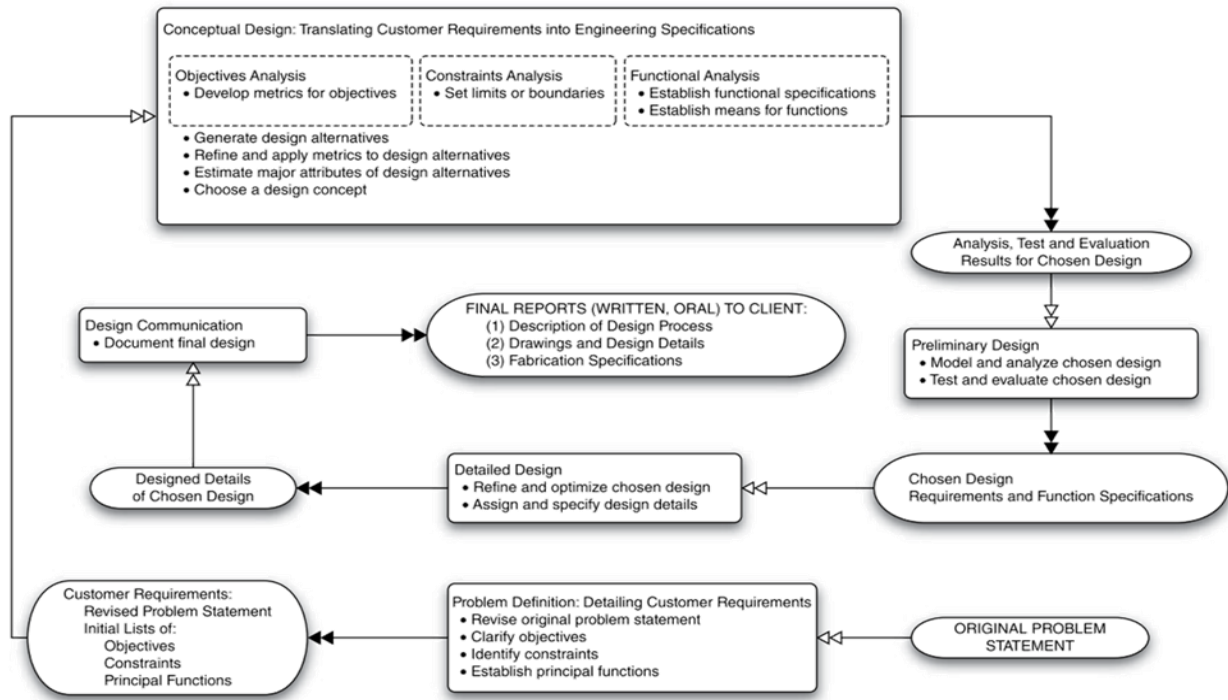 Conceptual Design: Translating Customer Requirements into Engineering Specifications
Objectives Analysis
• Develop metrics for objectives
Constraints Analysis
• Set limits or boundaries
Functional Analysis
• Establish functional specifications
• Establish means for functions
• Generate design alternatives
• Refine and apply metrics to design alternatives
• Estimate major attributes of design alternatives
• Choose a design concept
Analysis, Test and Evaluation
Results for Chosen Design
Design Communication
• Document final design
FINAL REPORTS (WRITTEN, ORAL) TO CLIENT:
(1) Description of Design Process
(2) Drawings and Design Details
(3) Fabrication Specifications
Preliminary Design
• Model and analyze chosen design
• Test and evaluate chosen design
Designed Details
of Chosen Design
Detailed Design
• Refine and optimize chosen design
• Assign and specify design details
Chosen Design
Requirements and Function Specifications
Customer Requirements:
Revised Problem Statement
Initial Lists of:
Objectives
Constraints
Principal Functions
Problem Definition: Detailing Customer Requirements
• Revise original problem statement
• Clarify objectives
• Identify constraints
• Establish principal functions
ORIGINAL PROBLEM
STATEMENT